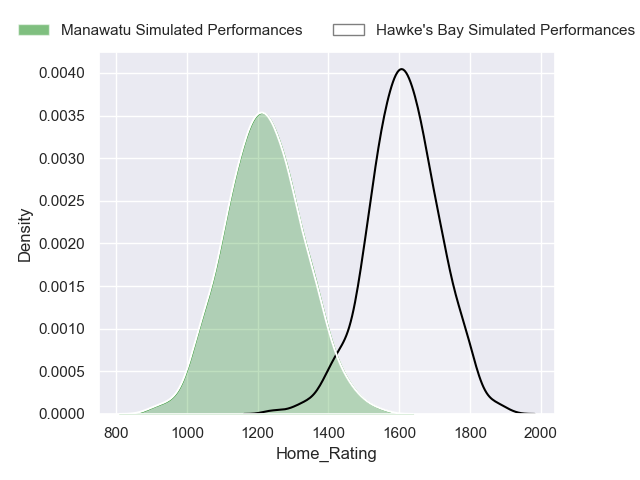 Manawatu Simulated Performances
Hawke's Bay Simulated Performances
0.0040
0.0035
0.0030
0.0025
0.0020
0.0015
0.0010
0.0005
0.0000
Density
800 1000 1200 1400 1600 1800 2000
Home_Rating